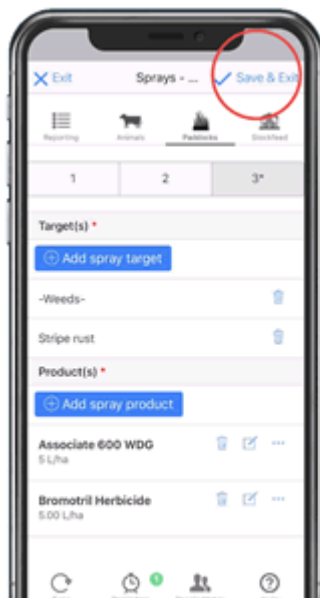 Exit
Sprays - ...
Save & Exit
Reporting
Animals
Paddocks
Stockfeed
1
2
3*
Target(s) *
Add spray target
-Weeds-
Stripe rust
Product(s) *
Add spray product
Associate 600 WDG
5 L/ha
Bromotril Herbicide
5.00 L/ha
1